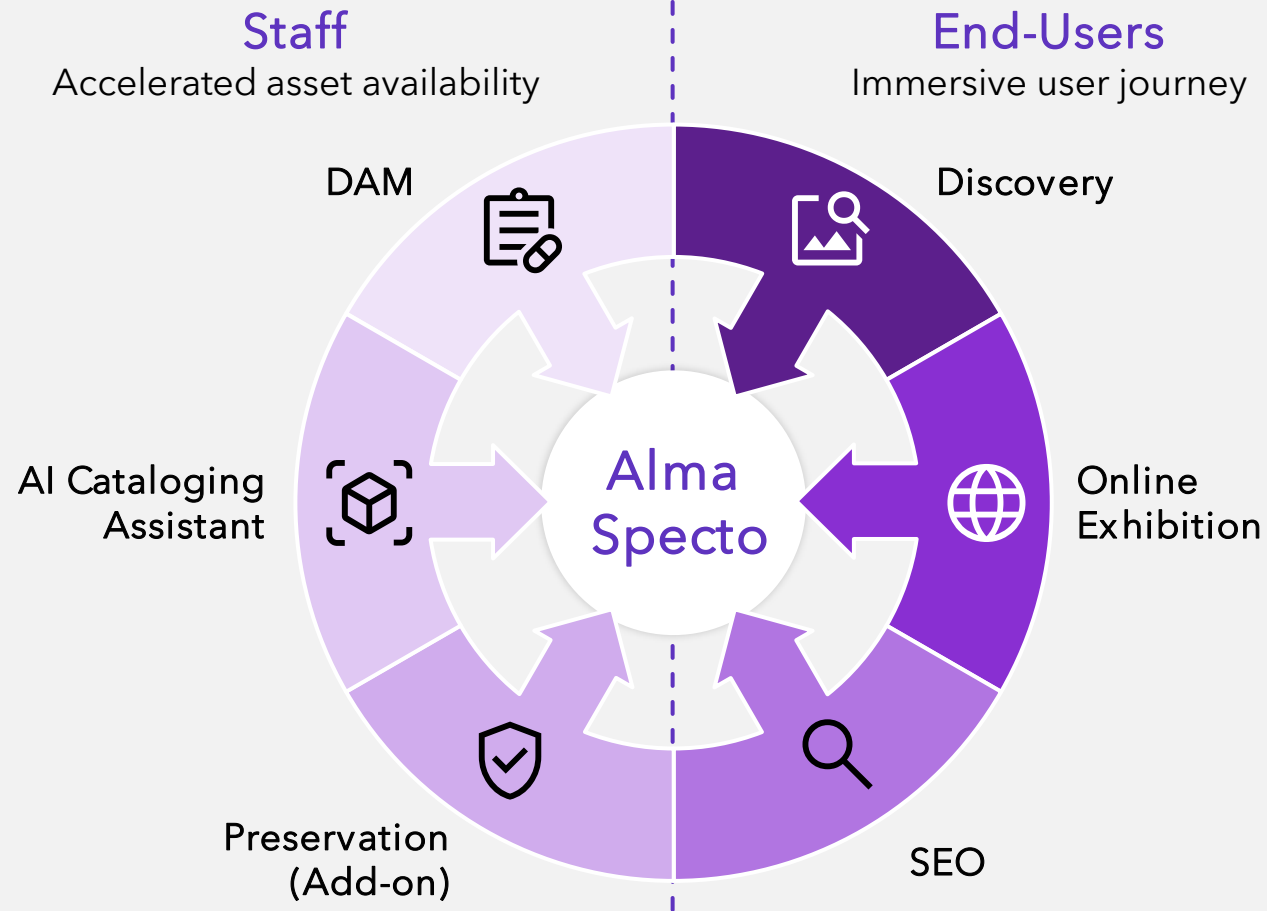 Staff
Accelerated asset availability
End-Users
Immersive user journey
DAM
Discovery
AI Cataloging
Assistant
Alma
Specto
Online
Exhibition
Preservation
(Add-on)
SEO